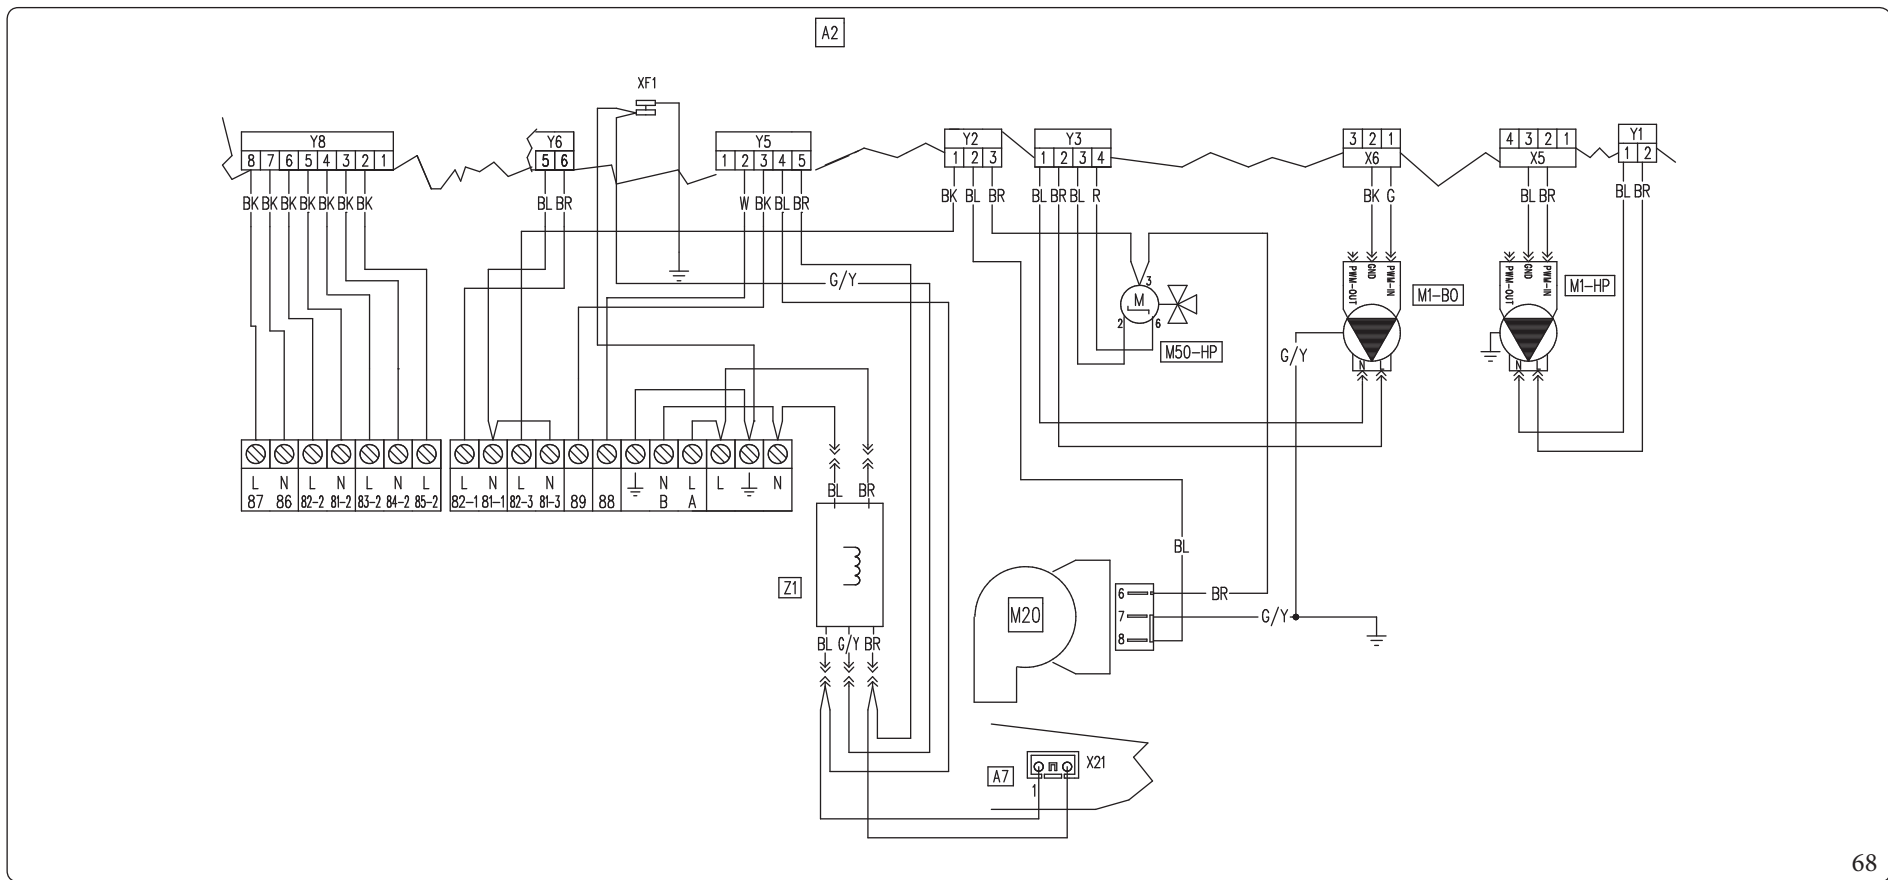 A2
XF1
Y8
8 7 6 5 4 3 2 1
Y6
5 6
Y5
1 2 3 4 5
Y2
1 2 3
Y3
1 2 3 4
3 2 1
X6
4 3 2 1
X5
Y1
1 2
BK BK BK BK BK BK BK
BL BR
W BK BL BR
BK BL BR
BL BR BL R
BK G
BL BR
BL BR
G/Y
3
M
2
6
M50-HP
PWM-OUT
GND
PWM-IN
M1-BO
N L
G/Y
PWM-OUT
GND
PWM-IN
M1-HP
N L
L N L N L N L
87 86 82-2 81-2 83-2 84-2 85-2
L N L N
82-1 81-1 82-3 81-3 89 88
N L L N
B A
BL BR
Z1
BL G/Y BR
BL
M20
6
7
8
BR
G/Y
A7
X21
1
68